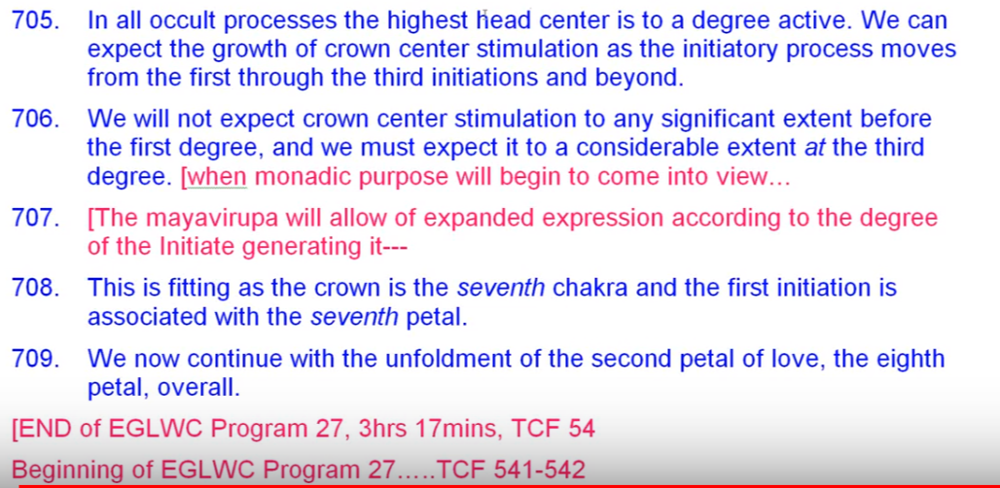 705. In all occult processes the highest head center is to a degree active. We can
expect the growth of crown center stimulation as the initiatory process moves
from the first through the third initiations and beyond.
706. We will not expect crown center stimulation to any significant extent before
the first degree, and we must expect it to a considerable extent at the third
degree. [when monadic purpose will begin to come into view…
707. [The mayavirupa will allow of expanded expression according to the degree
of the Initiate generating it---
708. This is fitting as the crown is the seventh chakra and the first initiation is
associated with the seventh petal.
709. We now continue with the unfoldment of the second petal of love, the eighth
petal, overall.
[END of EGLWC Program 27, 3hrs 17mins, TCF 54
Beginning of EGLWC Program 27…..TCF 541-542